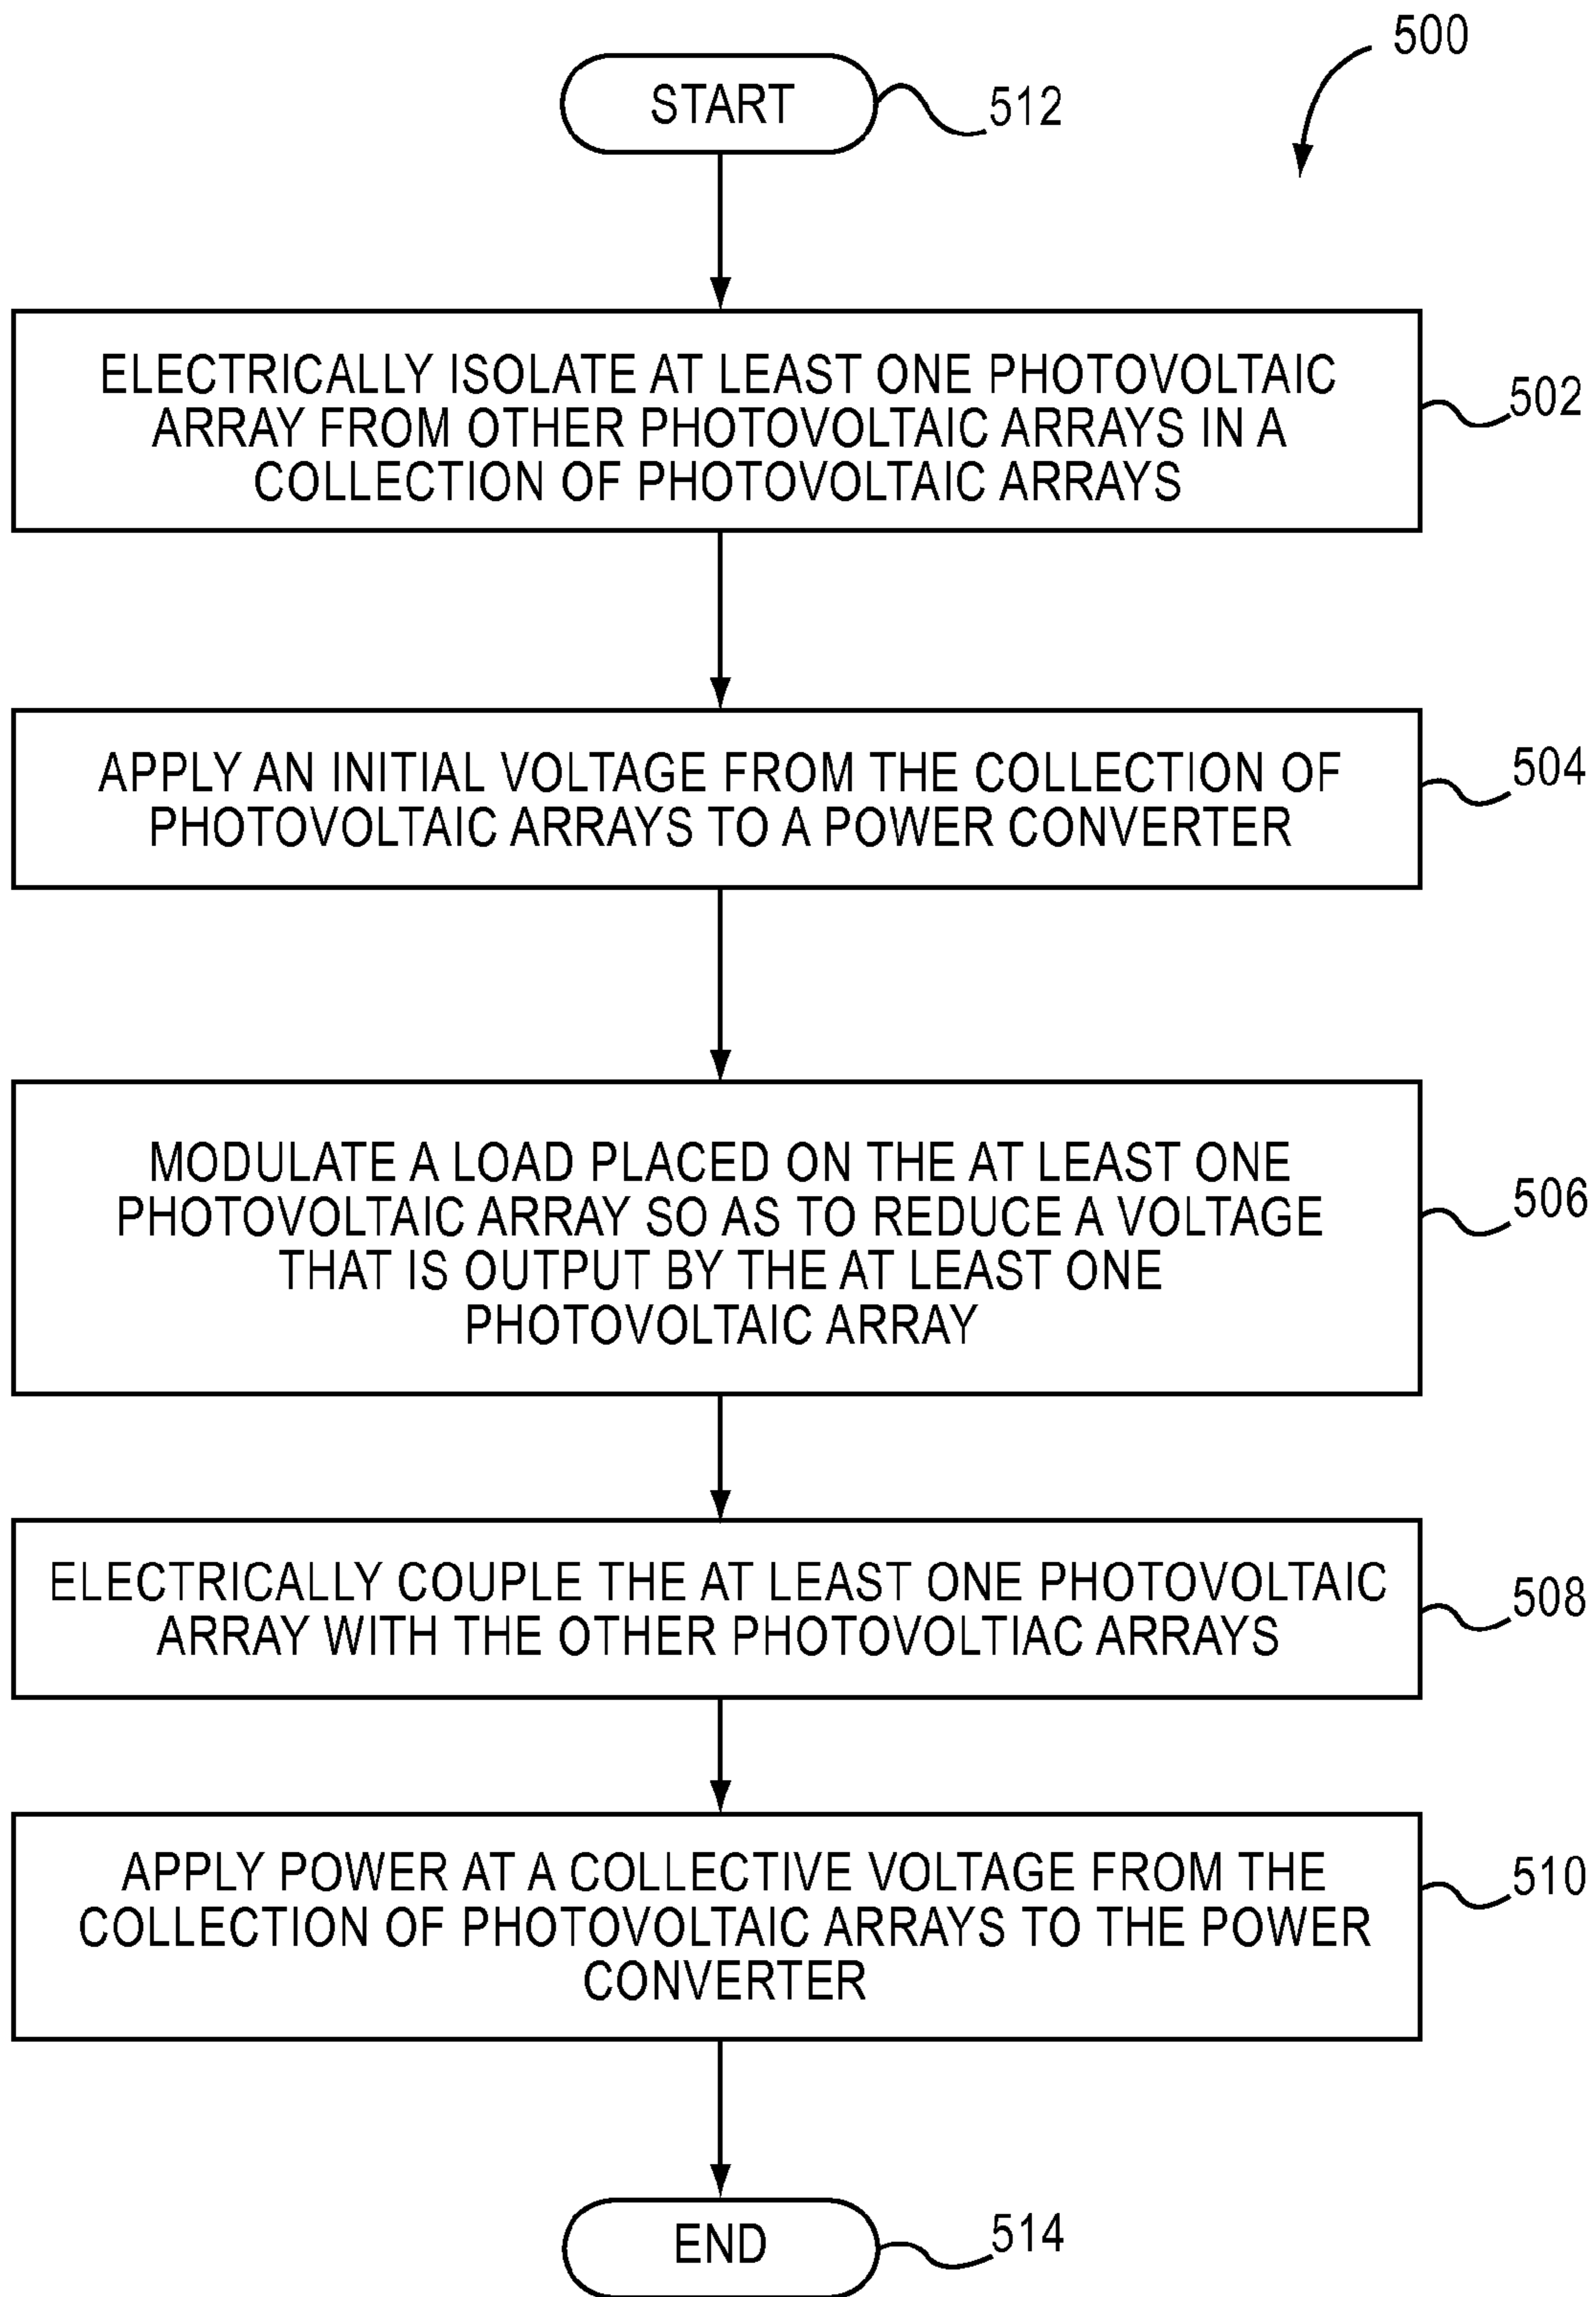 500
START
512
ELECTRICALLY ISOLATE AT LEAST ONE PHOTOVOLTAIC
ARRAY FROM OTHER PHOTOVOLTAIC ARRAYS IN A
COLLECTION OF PHOTOVOLTAIC ARRAYS
502
APPLY AN INITIAL VOLTAGE FROM THE COLLECTION OF
PHOTOVOLTAIC ARRAYS TO A POWER CONVERTER
504
MODULATE A LOAD PLACED ON THE AT LEAST ONE
PHOTOVOLTAIC ARRAY SO AS TO REDUCE A VOLTAGE
THAT IS OUTPUT BY THE AT LEAST ONE
PHOTOVOLTAIC ARRAY
506
ELECTRICALLY COUPLE THE AT LEAST ONE PHOTOVOLTAIC
ARRAY WITH THE OTHER PHOTOVOLTIAC ARRAYS
508
APPLY POWER AT A COLLECTIVE VOLTAGE FROM THE
COLLECTION OF PHOTOVOLTAIC ARRAYS TO THE POWER
CONVERTER
510
END
514